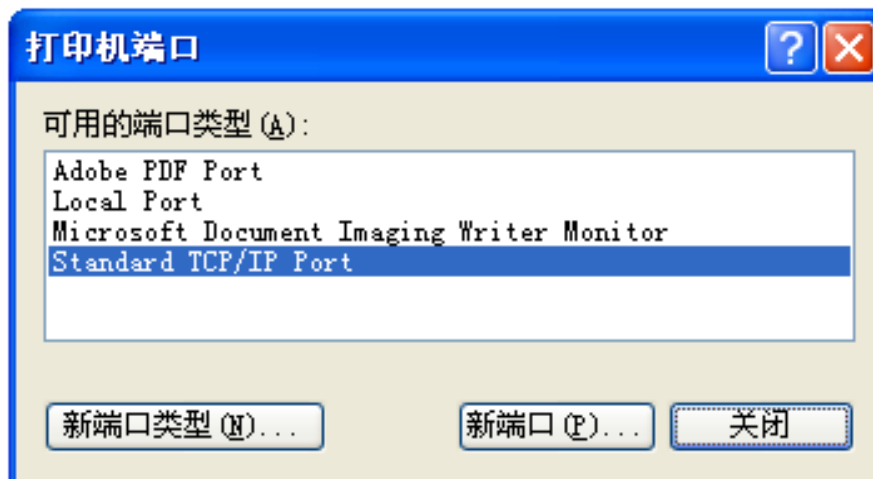 打印机端口
可用的端口类型(A):
Adobe PDF Port
Local Port
Microsoft Document Imaging Writer Monitor
Standard TCP/IP Port
新端口类型(N)... 新端口(P)... 关闭